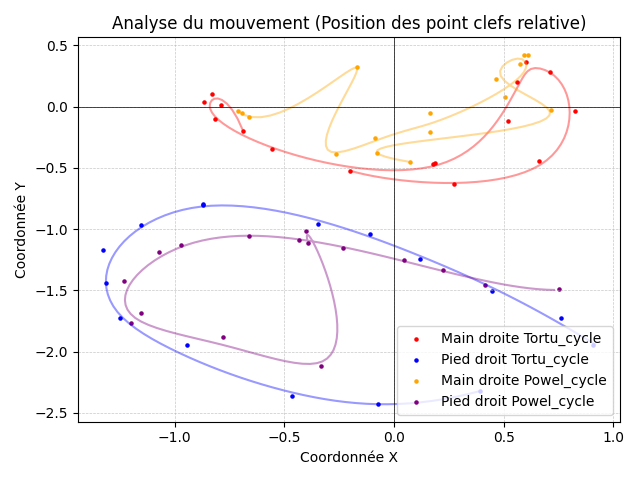 Analyse du mouvement (Position des point clefs relative)
Coordonnée Y
0.5
0.0
−0.5
−1.0
−1.5
−2.0
−2.5
Main droite Tortu_cycle
Pied droit Tortu_cycle
Main droite Powel_cycle
Pied droit Powel_cycle
−1.0
−0.5
0.0
0.5
1.0
Coordonnée X